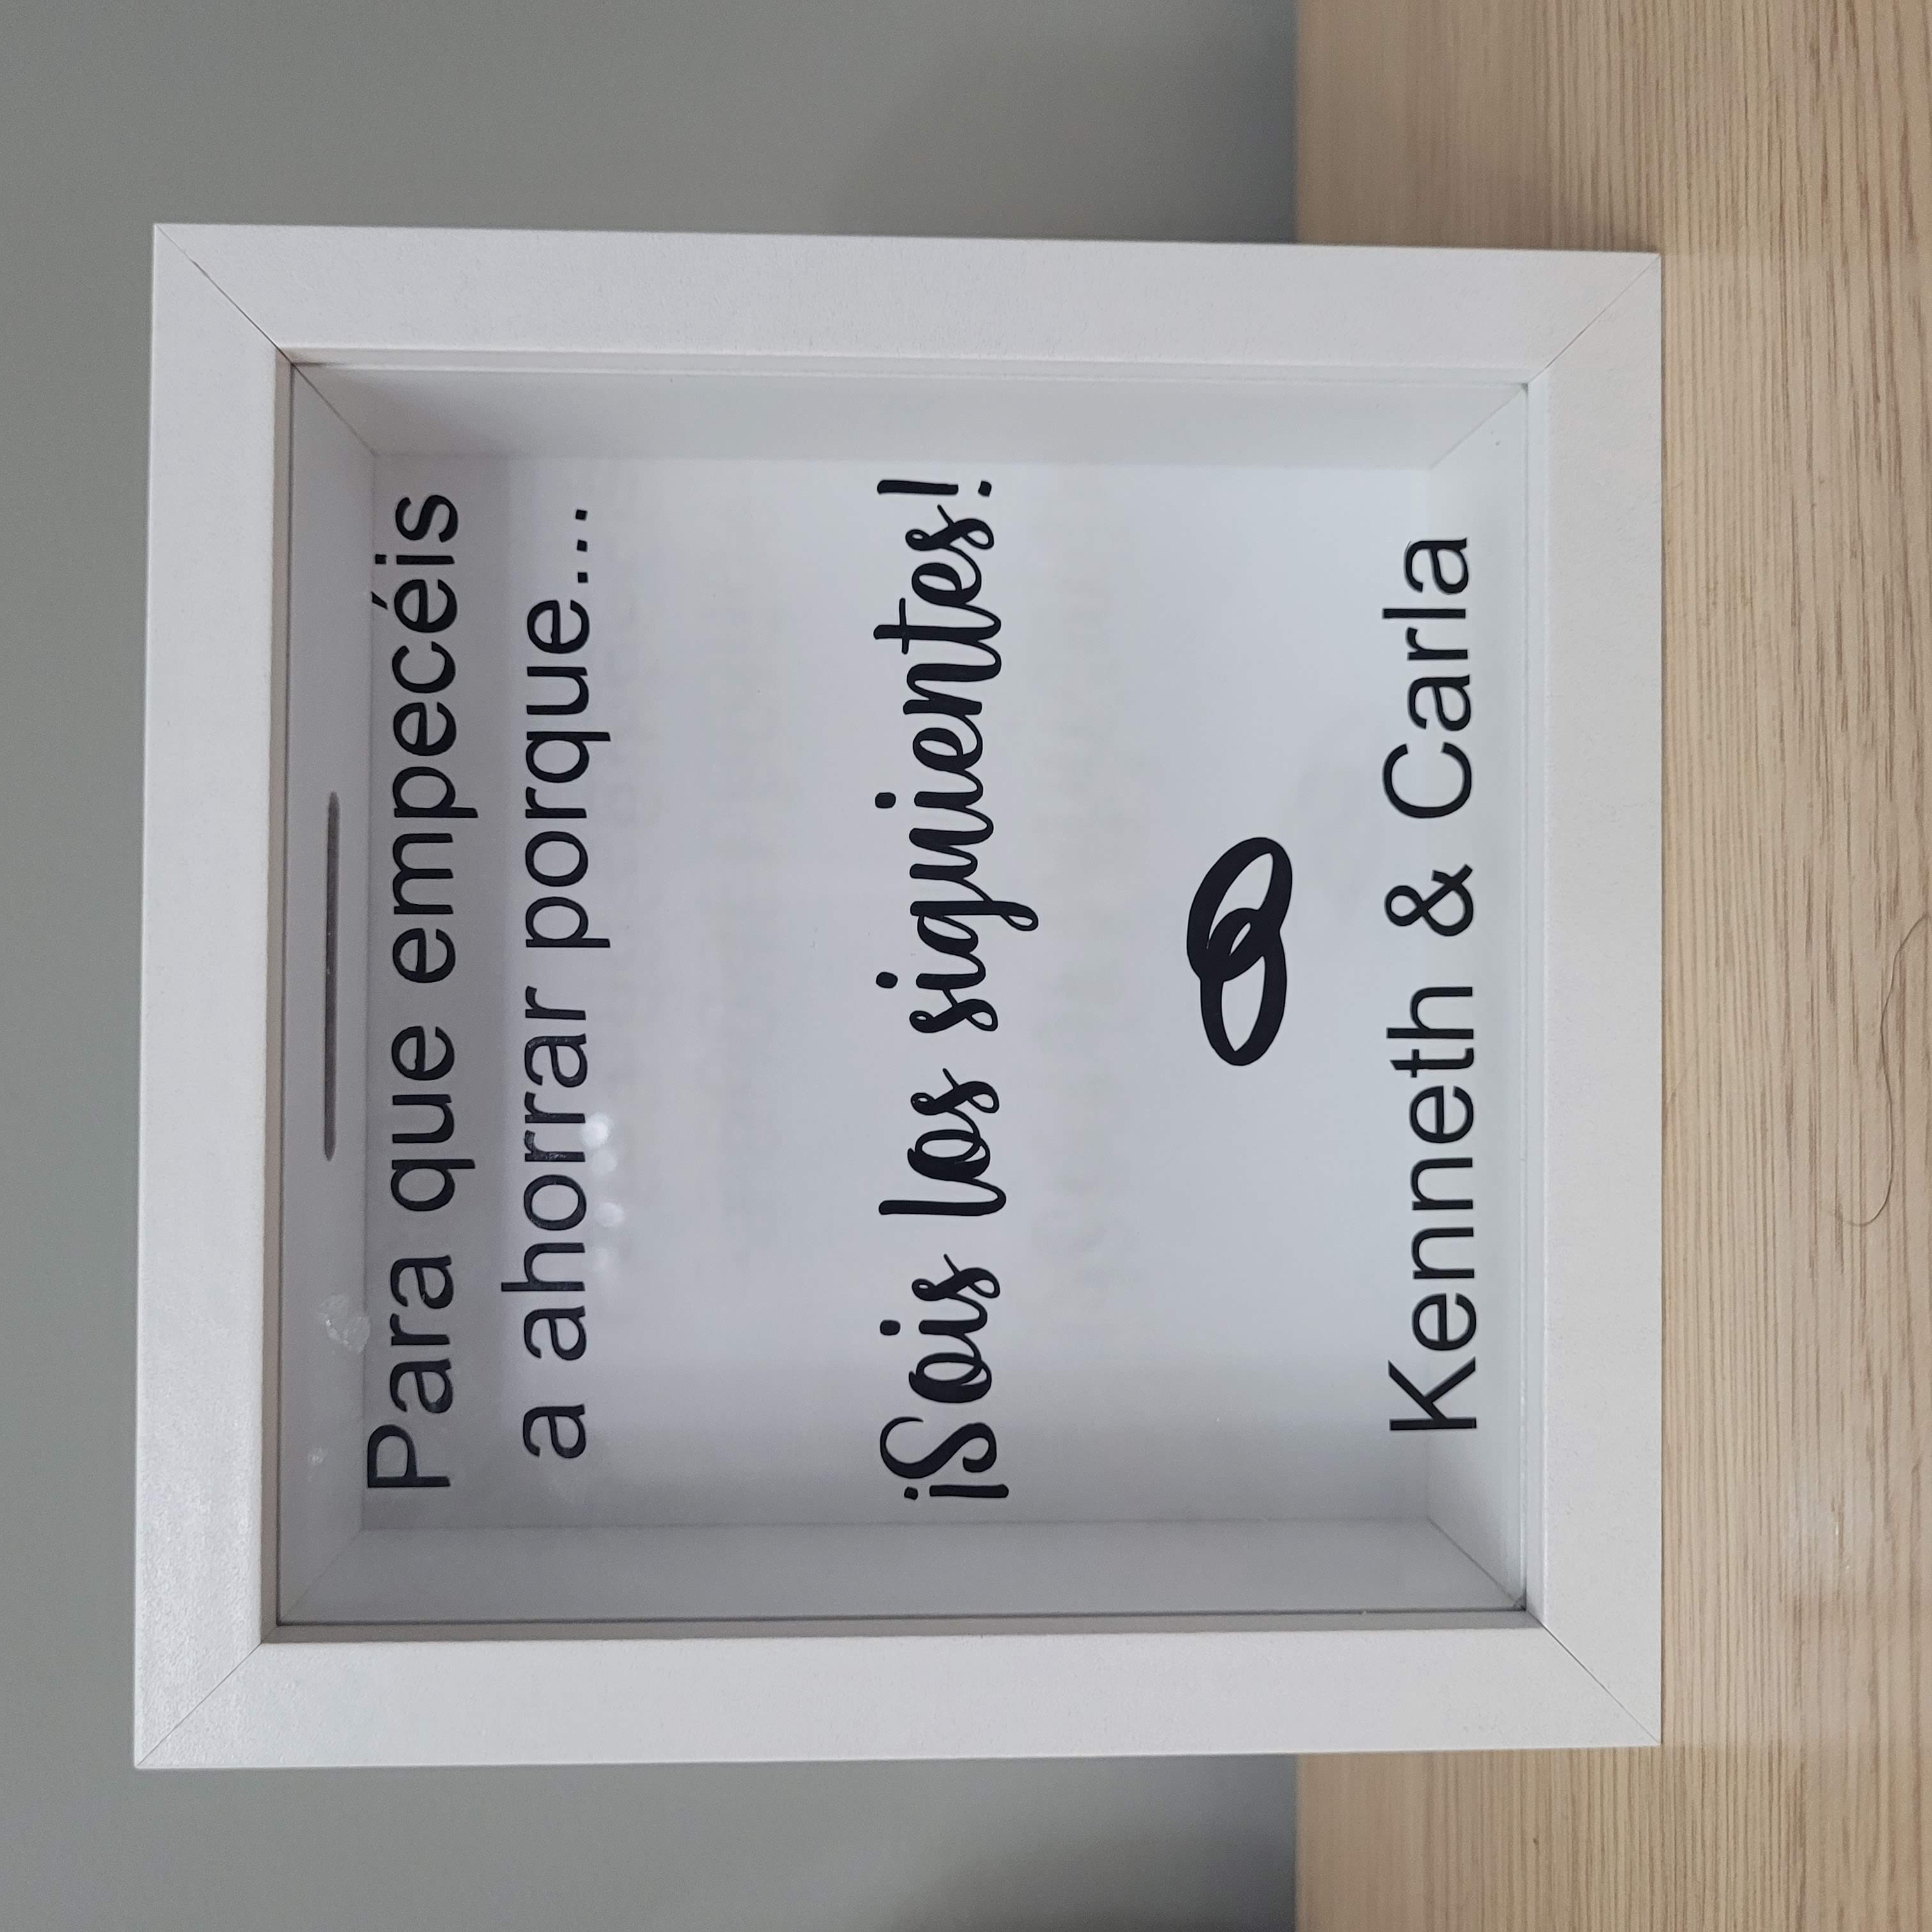 Para que empecéis
a ahorrar porque...
¡Sois los siguientes!
Kenneth & Carla